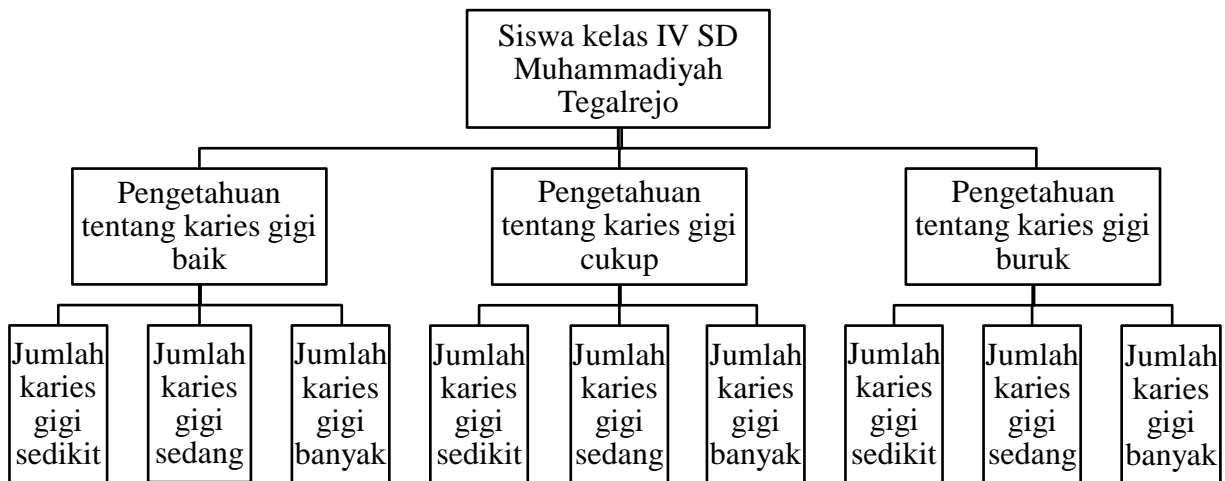 Siswa kelas IV SD
Muhammadiyah
Tegalrejo
Pengetahuan
tentang karies gigi
baik
Pengetahuan
tentang karies gigi
cukup
Pengetahuan
tentang karies gigi
buruk
Jumlah
karies
gigi
sedikit
Jumlah
karies
gigi
sedang
Jumlah
karies
gigi
banyak
Jumlah
karies
gigi
sedikit
Jumlah
karies
gigi
sedang
Jumlah
karies
gigi
banyak
Jumlah
karies
gigi
sedikit
Jumlah
karies
gigi
sedang
Jumlah
karies
gigi
banyak